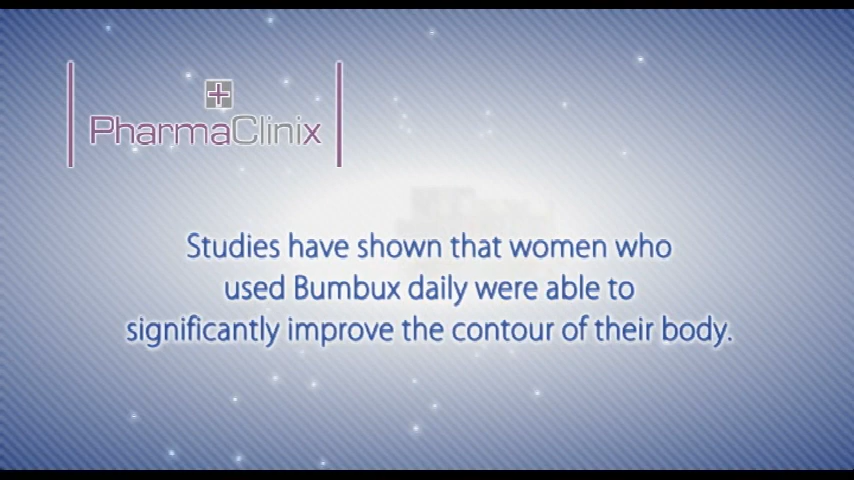 PharmaClinix
Studies have shown that women who
used Bumbux daily were able to
significantly improve the contour of their body.